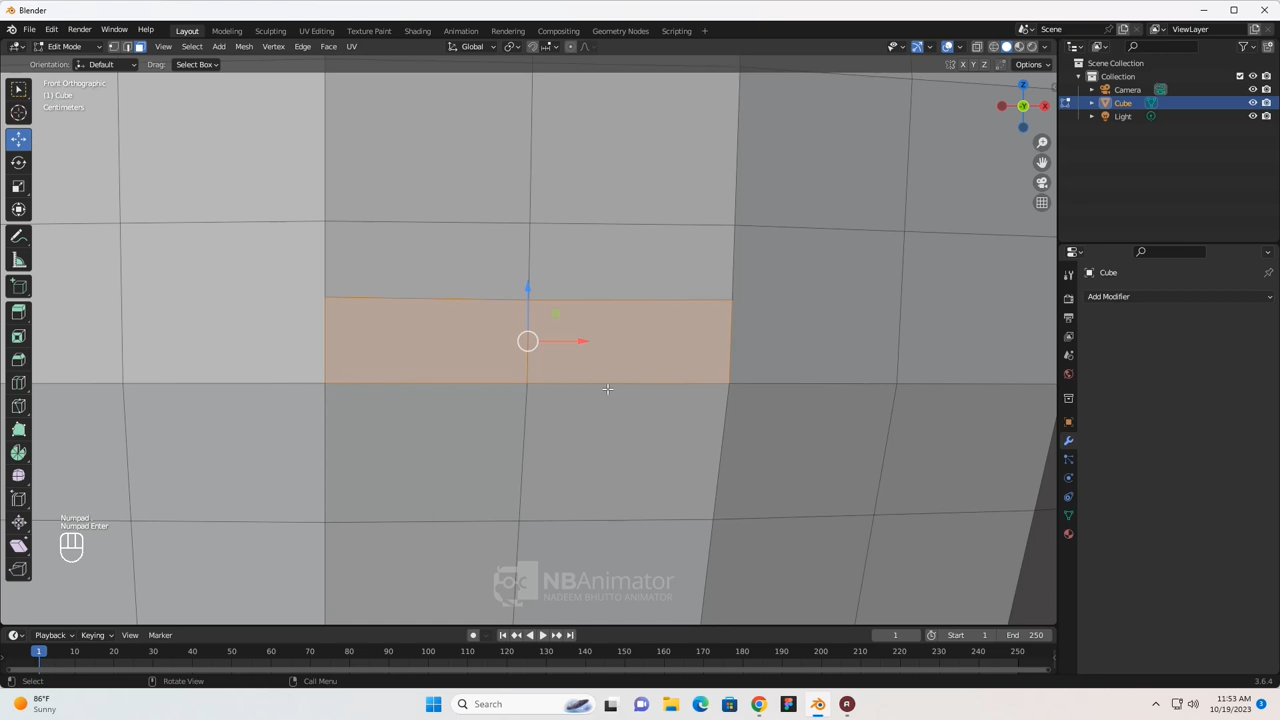 Blender
File Edit Render Window Help Layout Modeling Sculpting UV Editing Texture Paint Shading Animation Rendering Compositing Geometry Nodes Scripting + Scene ViewLayer
Edit Mode View Select Add Mesh Vertex Edge Face UV Global
Orientation: Default Drag: Select Box X Y Z Options
Front Orthographic
(1) Cube
Centimeters
Z
-Y
X
Scene Collection
Collection
Camera
Cube
Light
Cube
Add Modifier
Numpad
Numpad Enter
NBAnimator
NADEEM BHUTTO ANIMATOR
Playback Keying View Marker 1 Start 1 End 250
1 10 20 30 40 50 60 70 80 90 100 110 120 130 140 150 160 170 180 190 200 210 220 230 240 250
Select Rotate View Call Menu 3.6.4
86°F
Sunny
Search
11:53 AM
10/19/2023
3